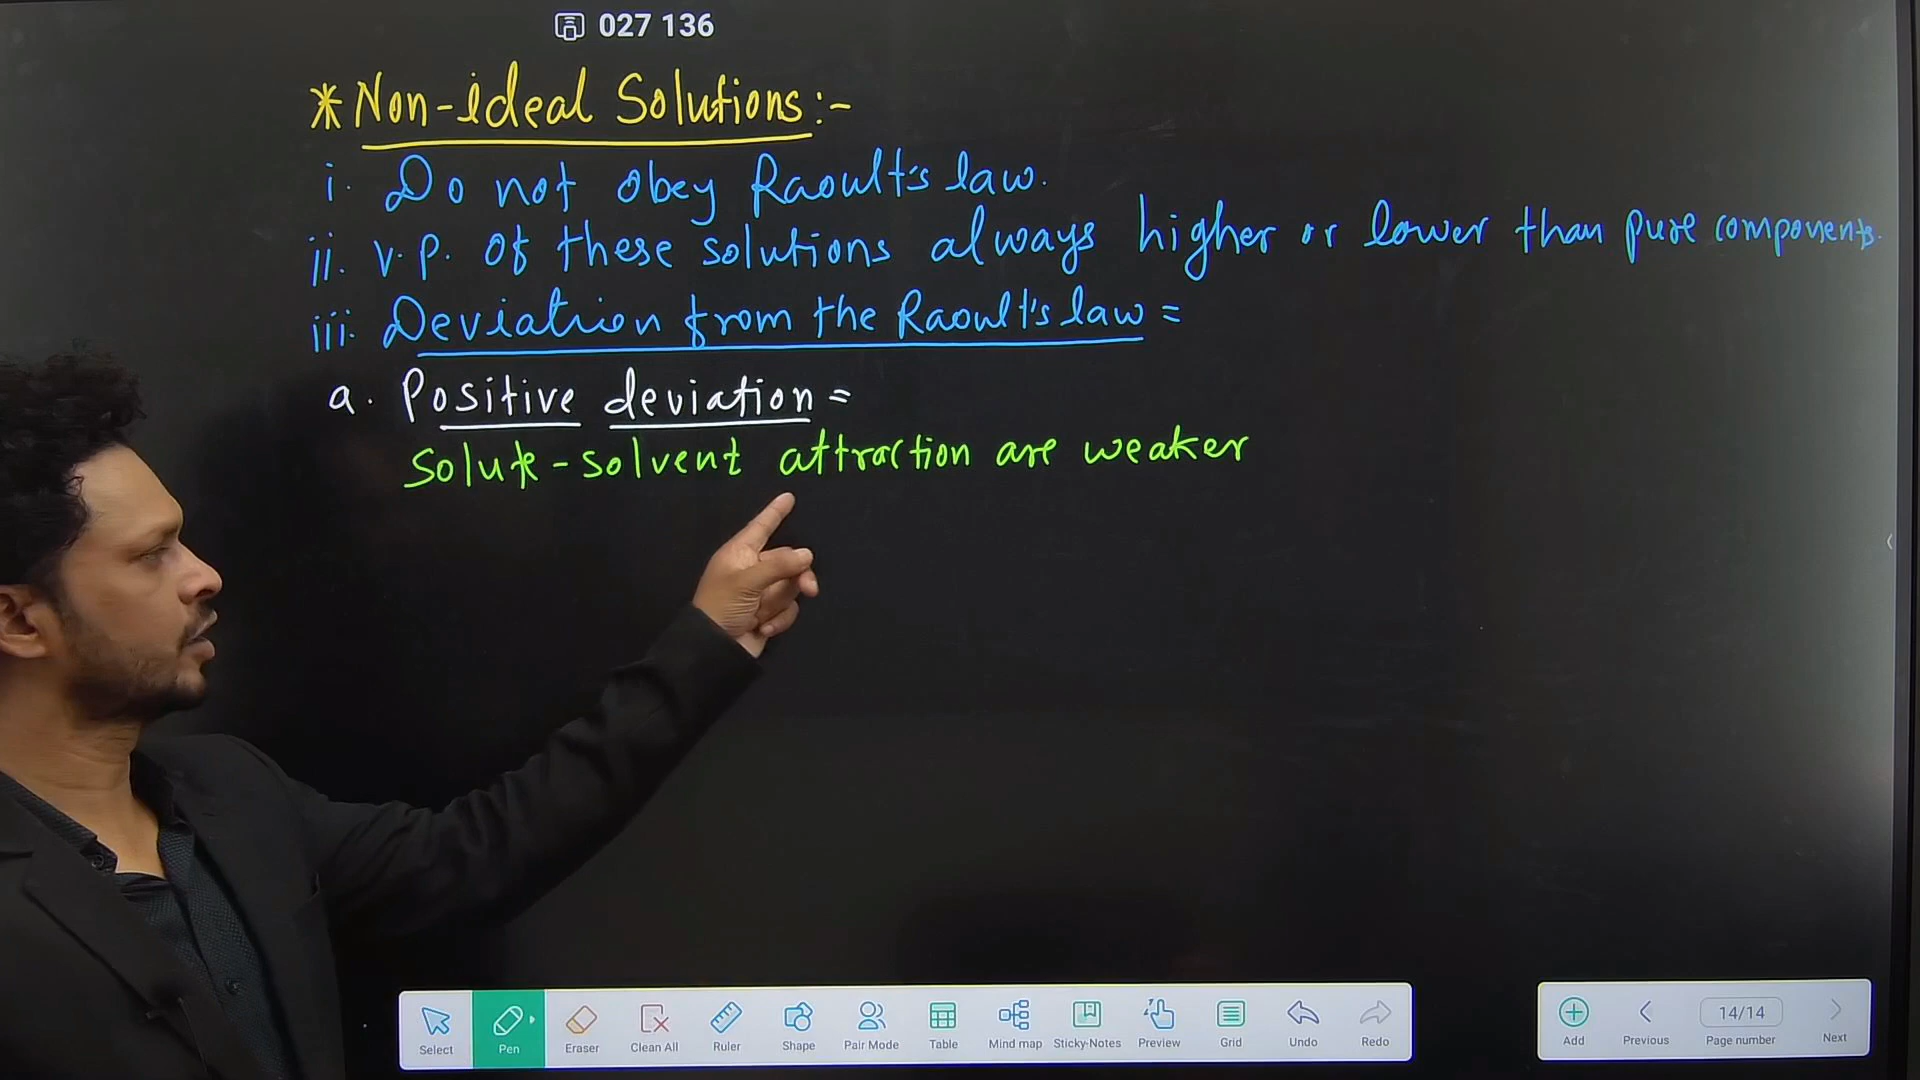 027 136
* Non-ideal Solutions:-
i. Do not obey Raoult's law.
ii. v.p. of these solutions always higher or lower than pure components.
iii. Deviation from the Raoult's law =
a. Positive deviation =
Solute-solvent attraction are weaker
Select Pen Eraser Clean All Ruler Shape Pair Mode Table Mind map Sticky-Notes Preview Grid Undo Redo
Add Previous 14/14 Page number Next